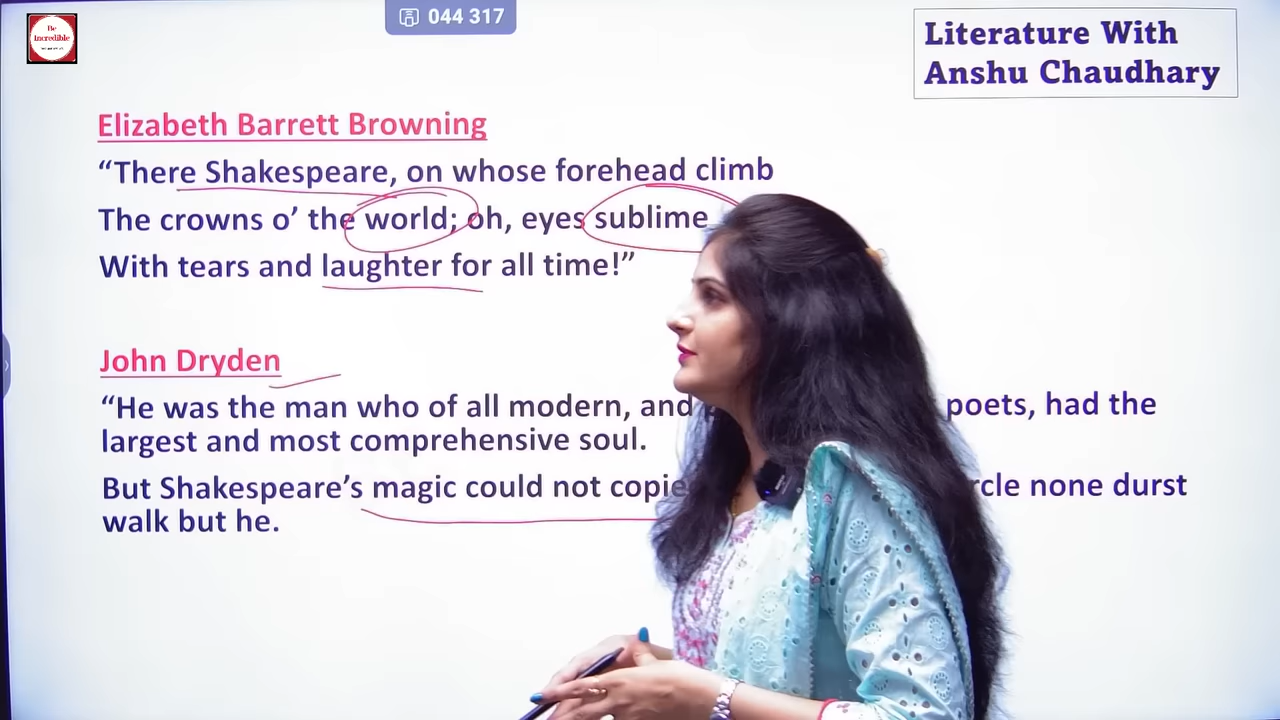 Be
Incredible
044 317
Literature With
Anshu Chaudhary
Elizabeth Barrett Browning
“There Shakespeare, on whose forehead climb
The crowns o’ the world; oh, eyes sublime
With tears and laughter for all time!”
John Dryden
“He was the man who of all modern, and poets, had the
largest and most comprehensive soul.
But Shakespeare’s magic could not none durst
walk but he.